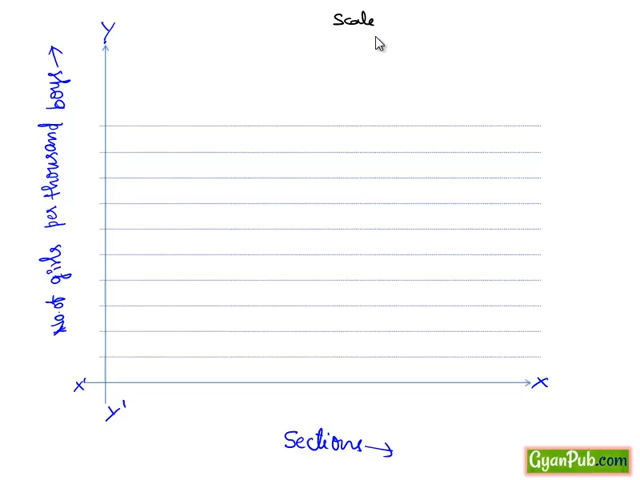 Scale
Y
No. of girls per thousand boys →
X'
X
Y'
Sections →
GyanPub.com